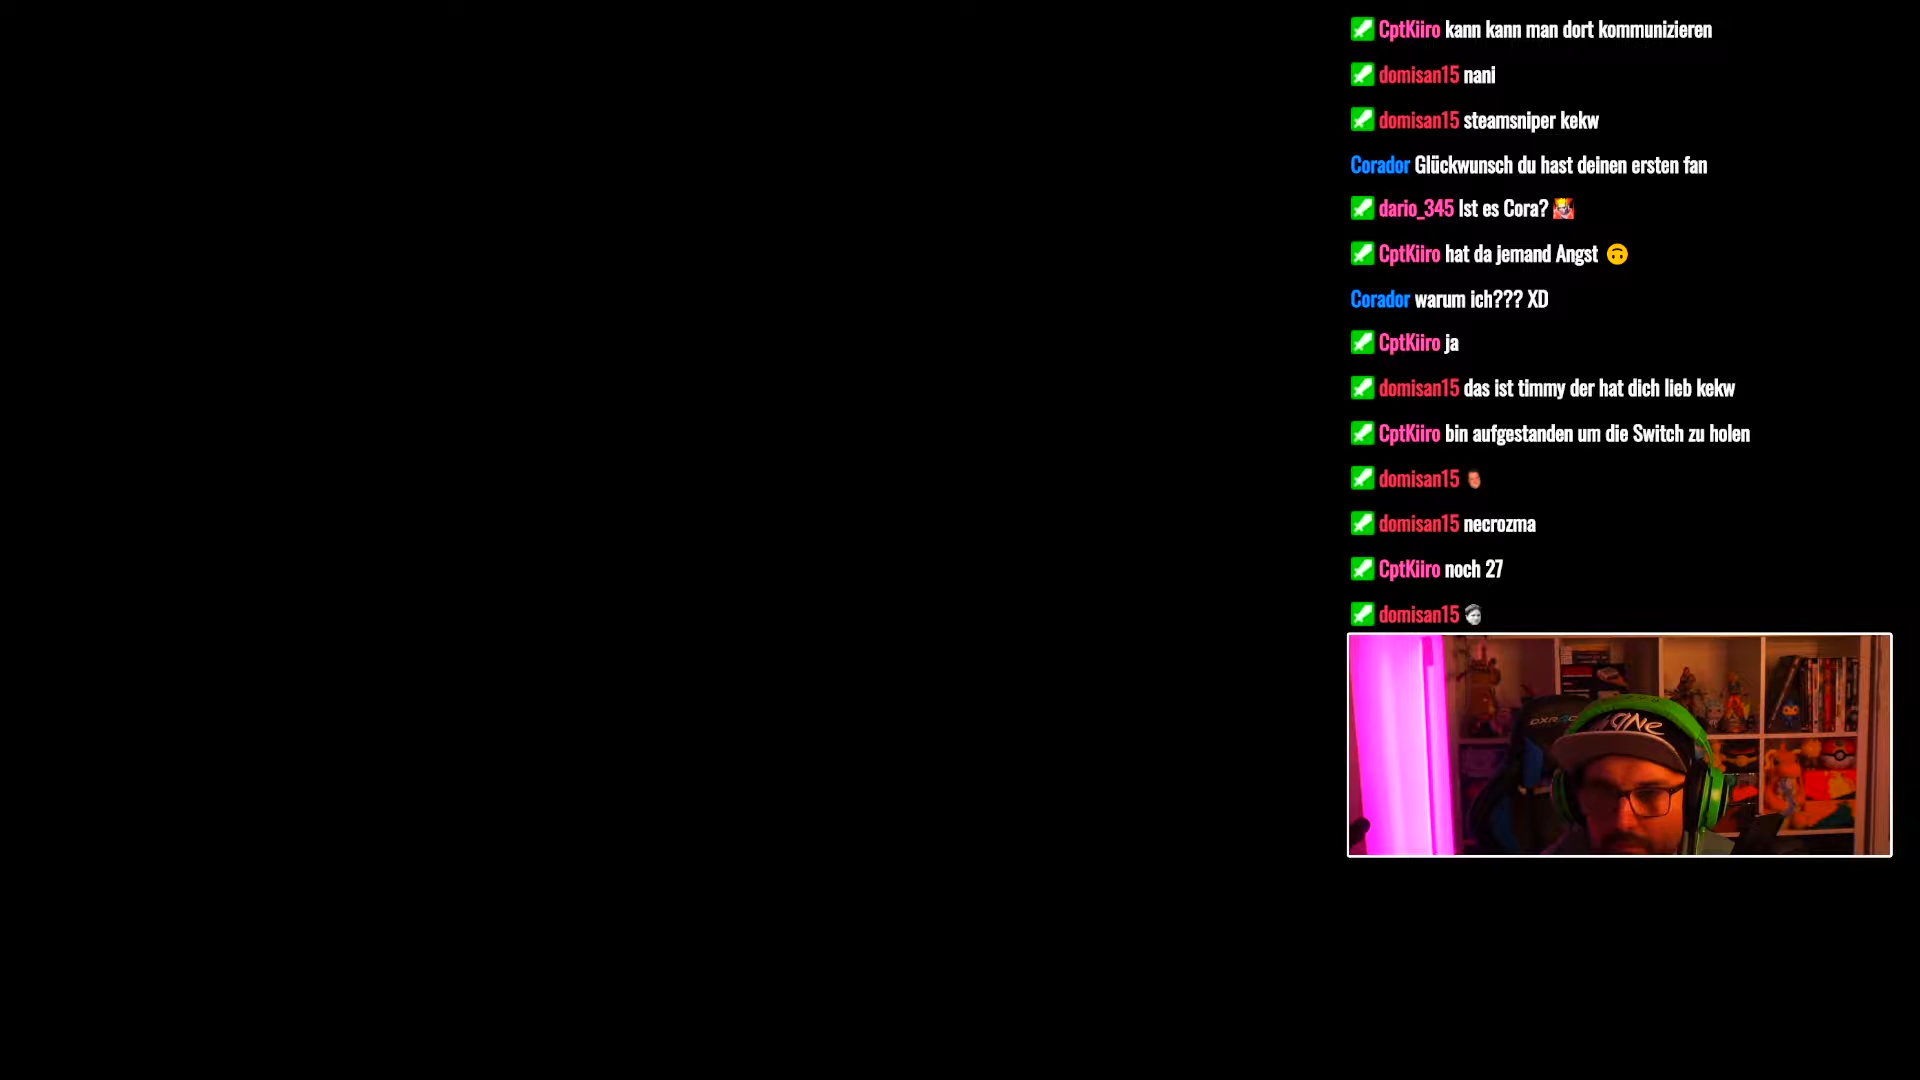 CptKiiro kann kann man dort kommunizieren
domisan15 nani
domisan15 steamsniper kekw
Corador Glückwunsch du hast deinen ersten fan
dario_345 Ist es Cora?
CptKiiro hat da jemand Angst 🙃
Corador warum ich??? XD
CptKiiro ja
domisan15 das ist timmy der hat dich lieb kekw
CptKiiro bin aufgestanden um die Switch zu holen
domisan15
domisan15 necrozma
CptKiiro noch 27
domisan15